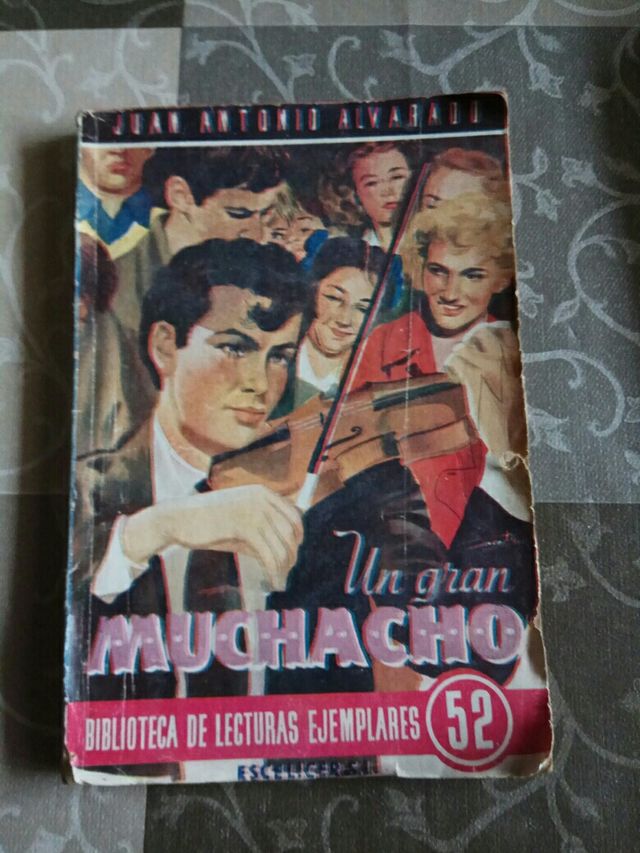 JUAN ANTONIO ALVARADO
Un gran
MUCHACHO
BIBLIOTECA DE LECTURAS EJEMPLARES
52
ESCELICER S.L.